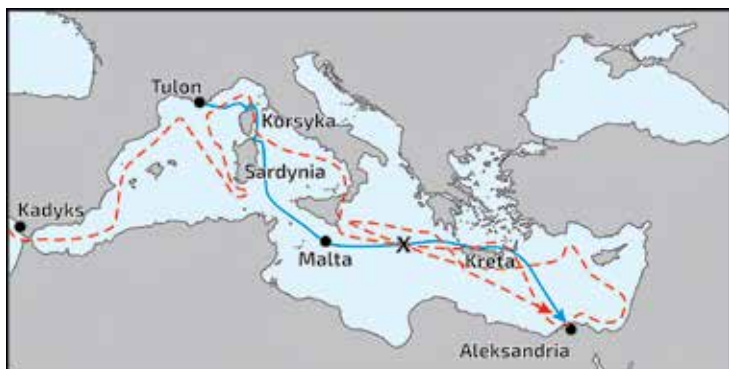 Tulon
Korsyka
Sardynia
Kadyks
X
Malta
Kreta
Aleksandria